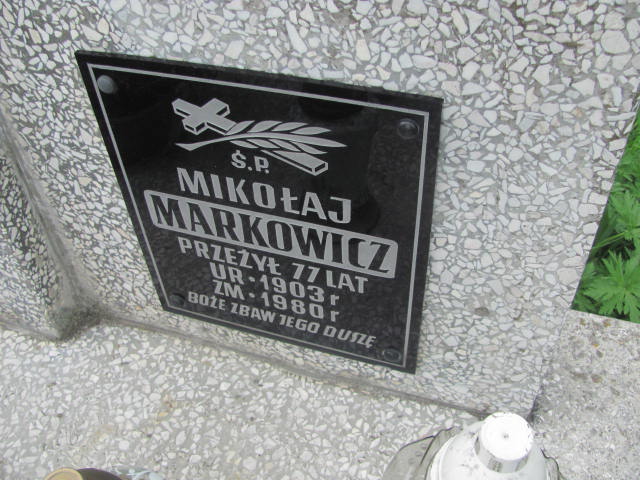 Ś.P.
MIKOŁAJ
MARKOWICZ
PRZEŻYŁ 77 LAT
UR • 1903 r
ZM • 1980 r
BOŻE ZBAW JEGO DUSZĘ